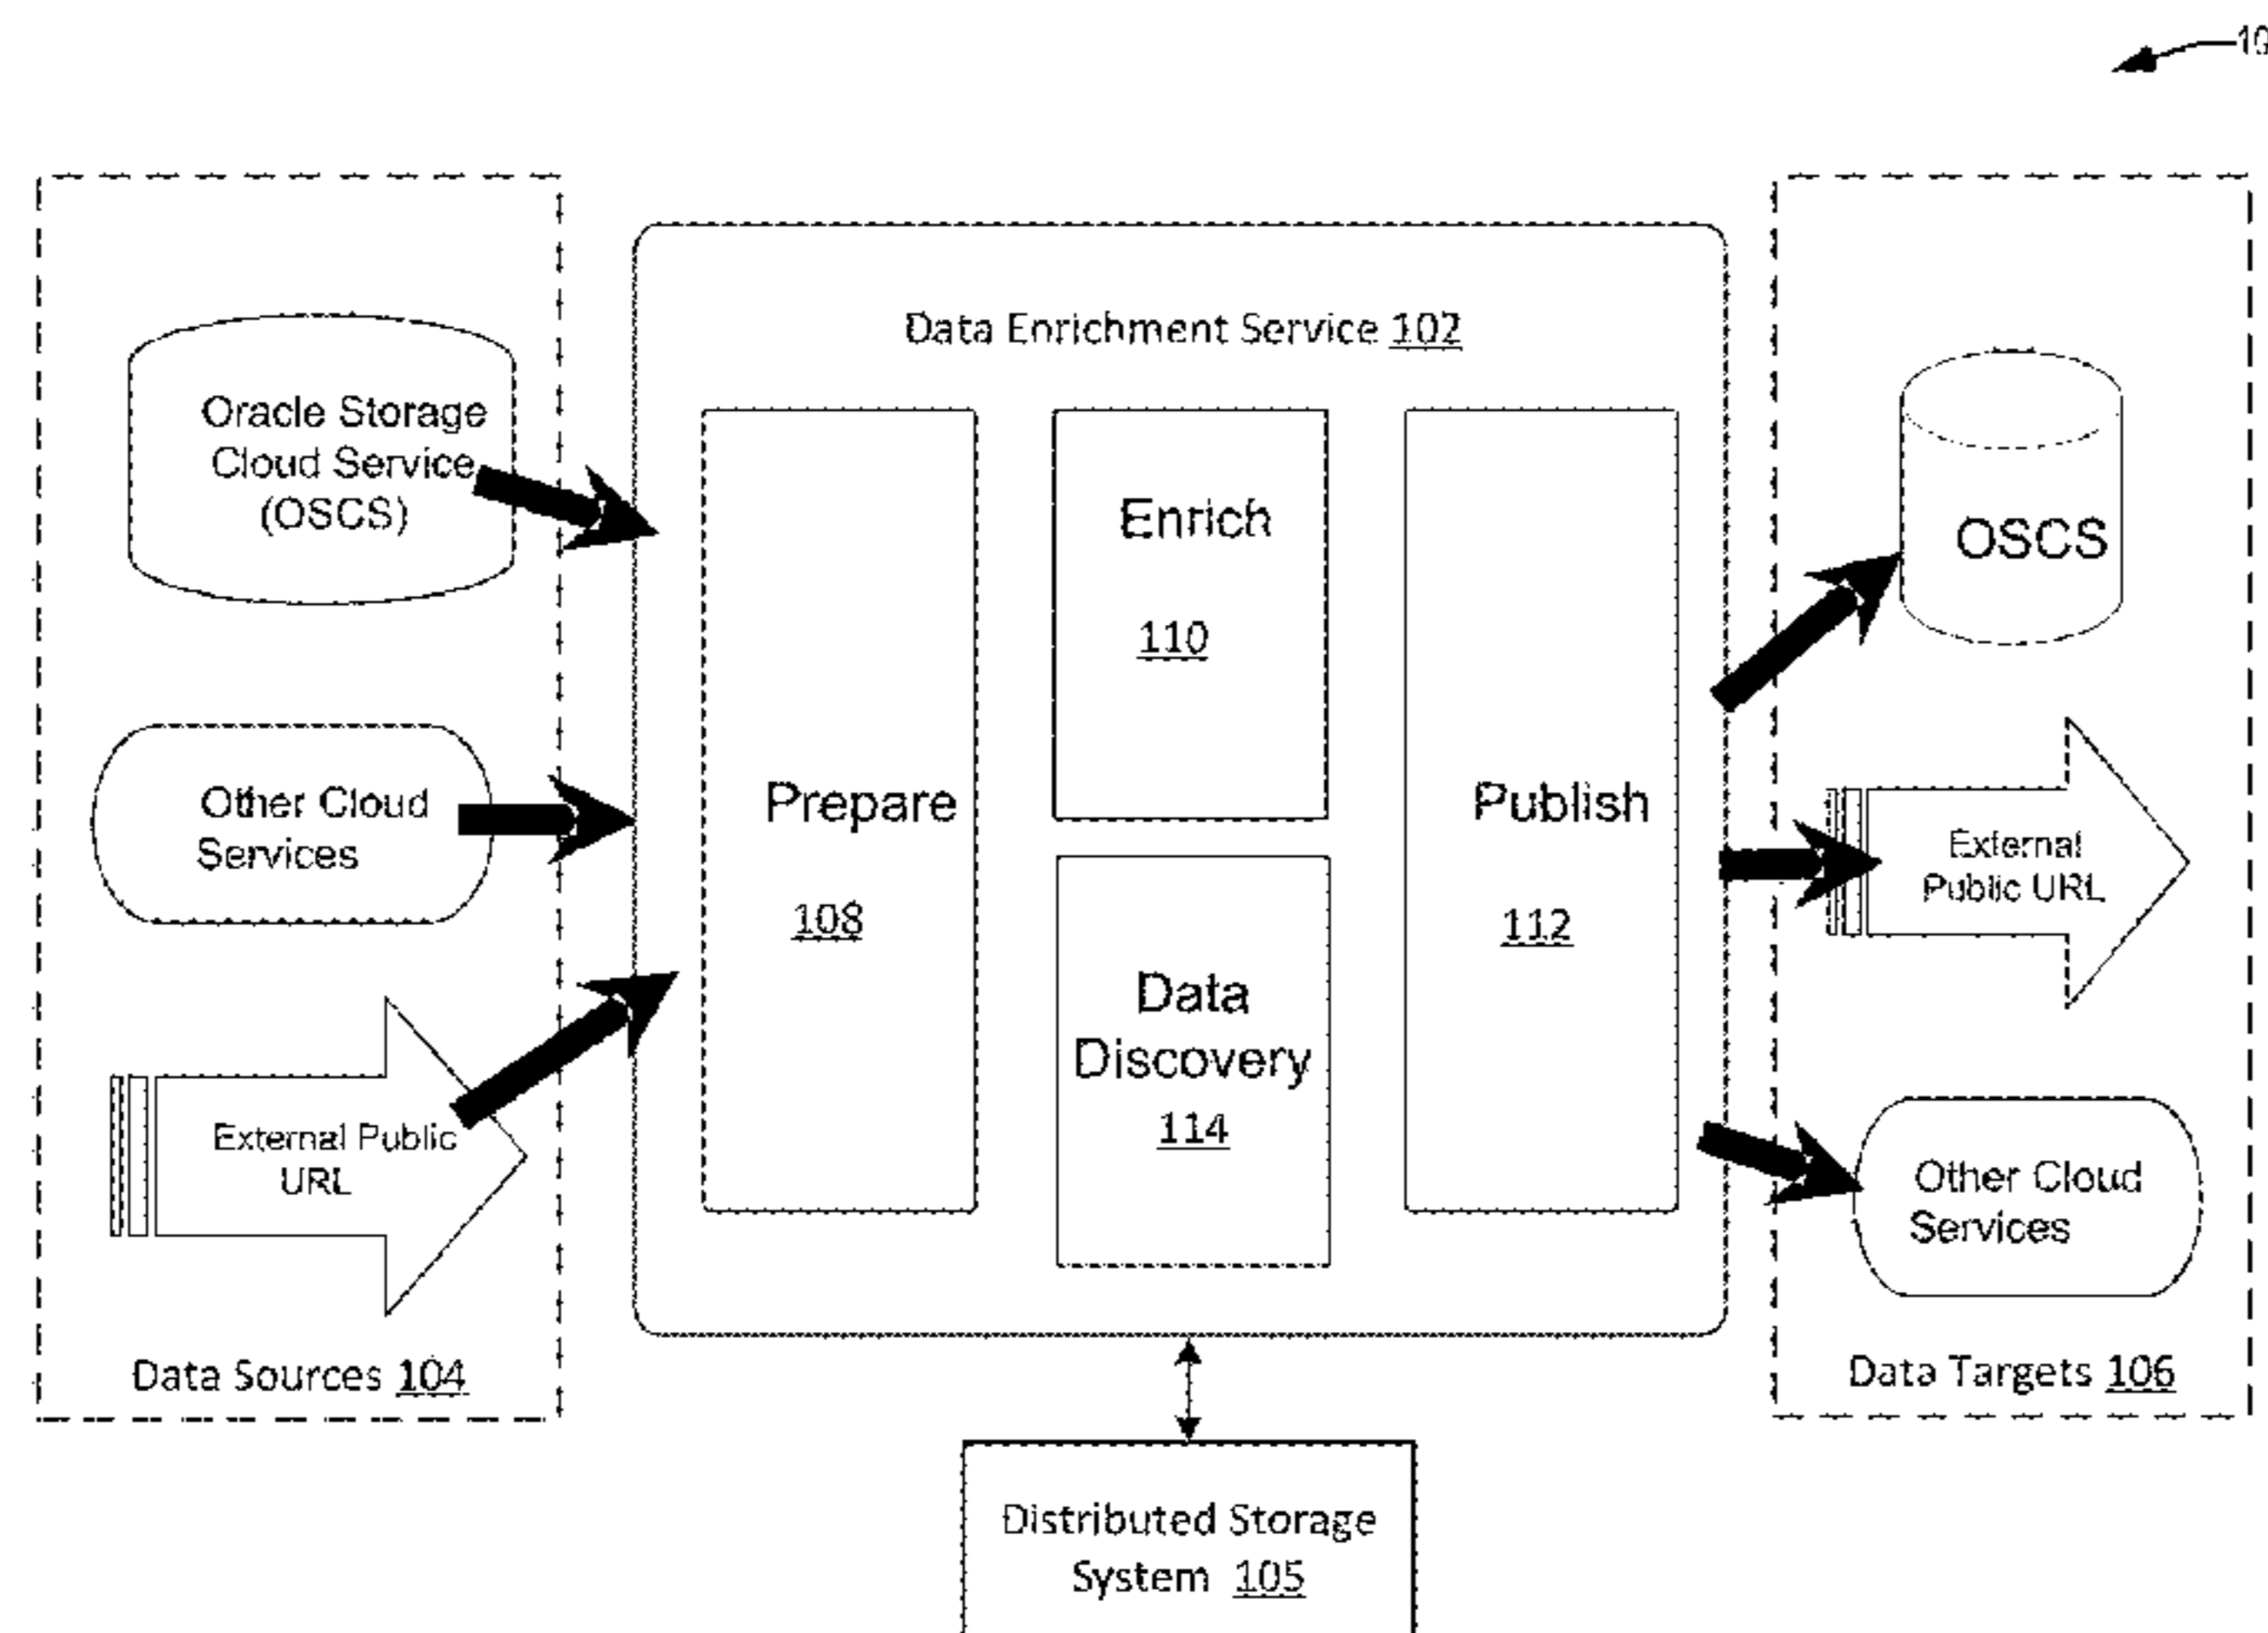 Oracle Storage
Cloud Service
(OSCS)
Other Cloud
Services
External Public
URL
Data Sources 104
Data Enrichment Service 102
Prepare
108
Enrich
110
Data
Discovery
114
Publish
112
OSCS
External
Public URL
Other Cloud
Services
Data Targets 106
Distributed Storage
System 105